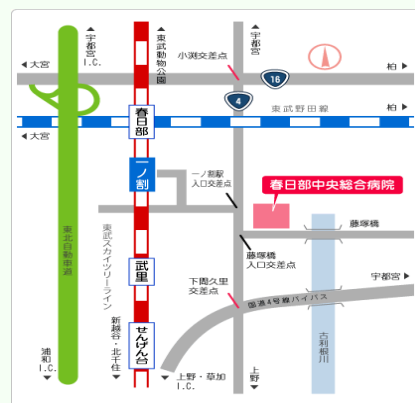 宇都宮
I.C.
東武動物公園
宇都宮
小渕交差点
大宮
柏
16
4
春日部
東武野田線
大宮
柏
一ノ割
一ノ割駅
入口交差点
春日部中央総合病院
東北自動車道
東武スカイツリーライン
藤塚橋
藤塚橋
入口交差点
武里
下間久里
交差点
宇都宮
国道4号線バイパス
古利根川
せんげん台
新越谷・北千住
浦和
I.C.
上野・草加
I.C.
上野